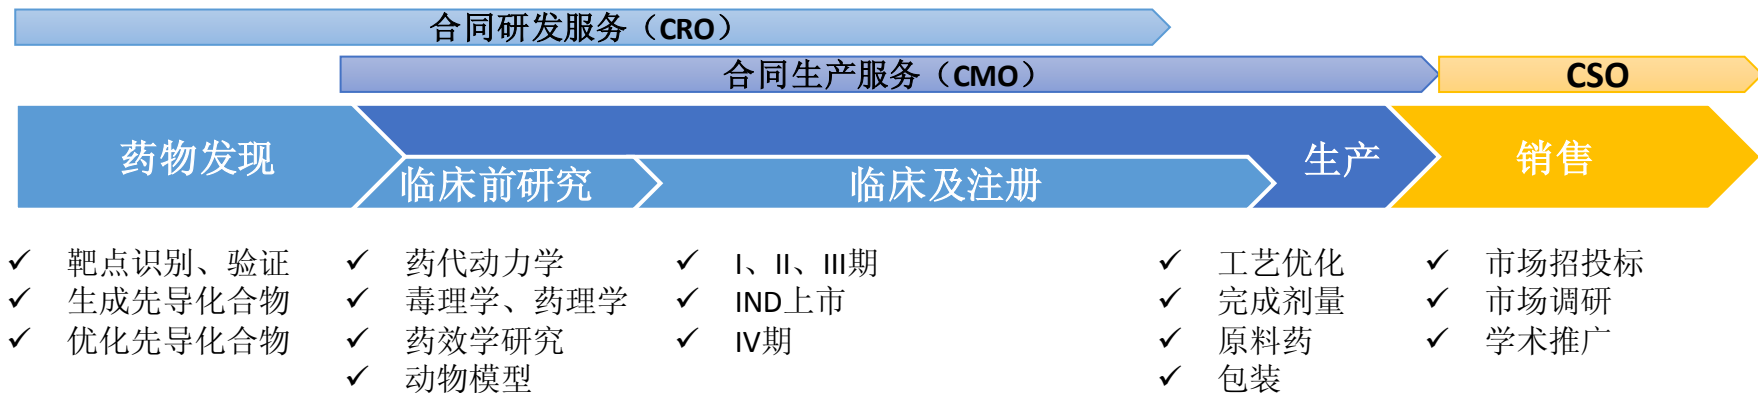 合同研发服务（CRO）
合同生产服务（CMO）
CSO
药物发现
临床前研究
临床及注册
生产
销售
✓ 靶点识别、验证
✓ 生成先导化合物
✓ 优化先导化合物
✓ 药代动力学
✓ 毒理学、药理学
✓ 药效学研究
✓ 动物模型
✓ I、II、III期
✓ IND上市
✓ IV期
✓ 工艺优化
✓ 完成剂量
✓ 原料药
✓ 包装
✓ 市场招投标
✓ 市场调研
✓ 学术推广